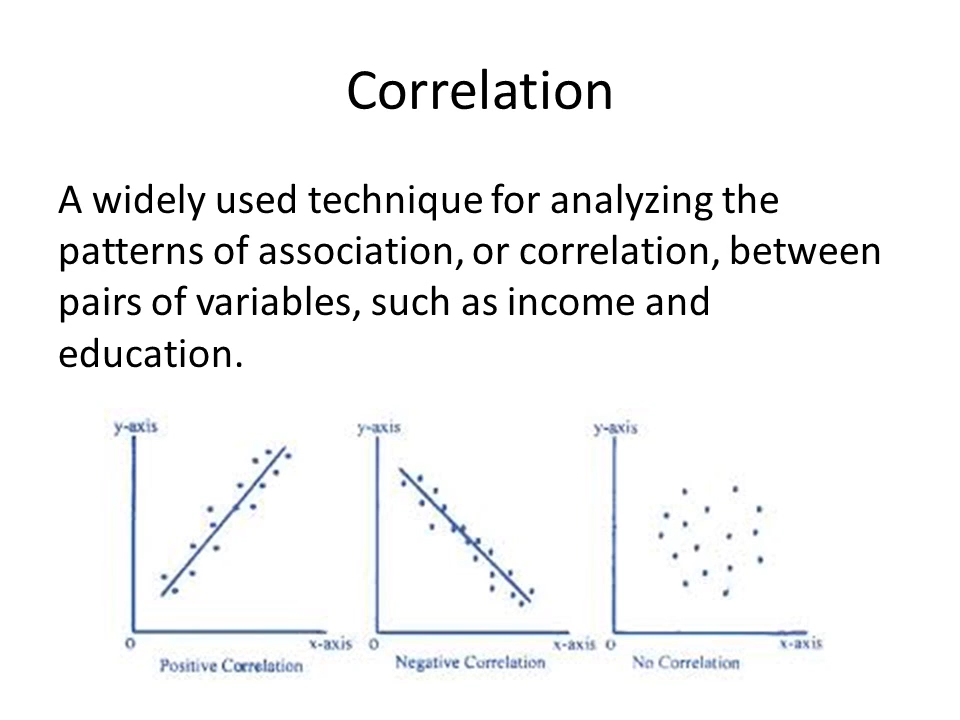 Correlation
A widely used technique for analyzing the
patterns of association, or correlation, between
pairs of variables, such as income and
education.
y-axis y-axis y-axis
0 x-axis 0 x-axis 0 x-axis
Positive Correlation Negative Correlation No Correlation